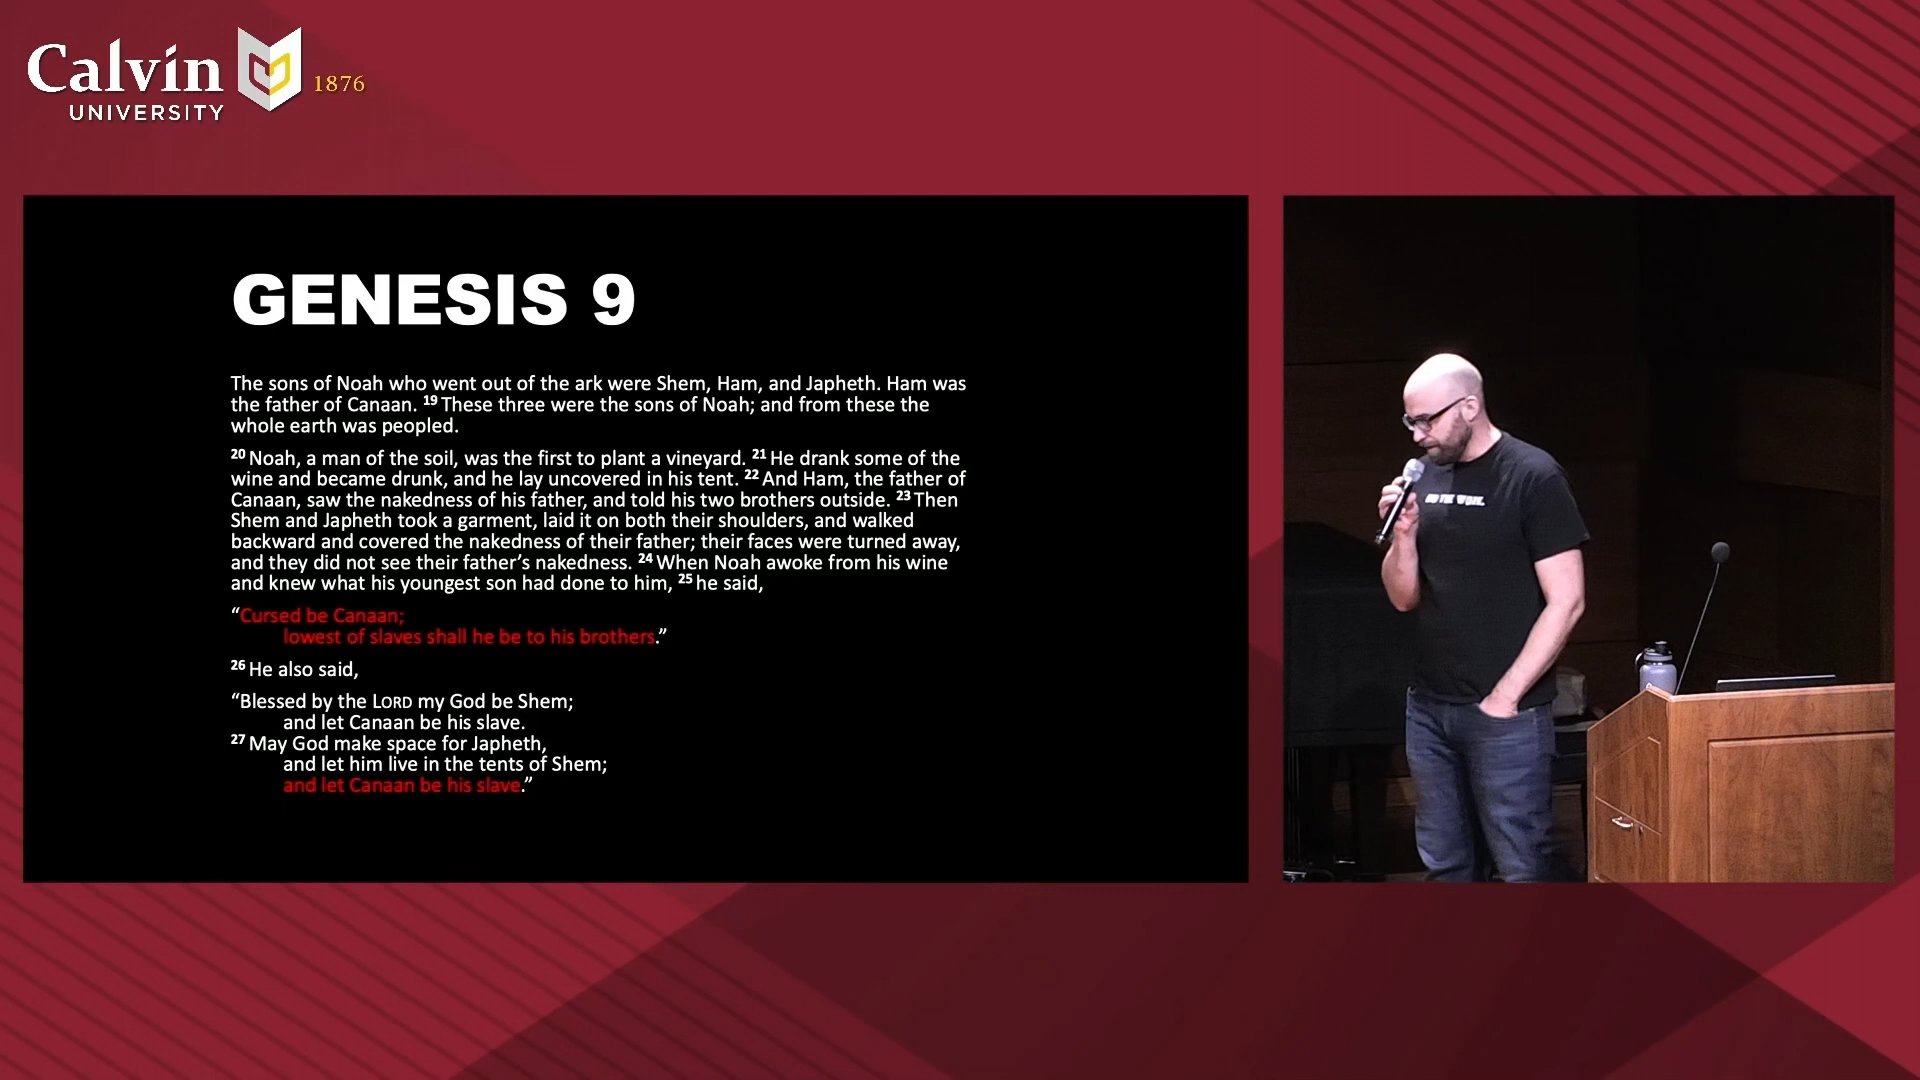 Calvin
UNIVERSITY
1876
GENESIS 9
The sons of Noah who went out of the ark were Shem, Ham, and Japheth. Ham was
the father of Canaan. 19 These three were the sons of Noah; and from these the
whole earth was peopled.
20 Noah, a man of the soil, was the first to plant a vineyard. 21 He drank some of the
wine and became drunk, and he lay uncovered in his tent. 22 And Ham, the father of
Canaan, saw the nakedness of his father, and told his two brothers outside. 23 Then
Shem and Japheth took a garment, laid it on both their shoulders, and walked
backward and covered the nakedness of their father; their faces were turned away,
and they did not see their father’s nakedness. 24 When Noah awoke from his wine
and knew what his youngest son had done to him, 25 he said,
“Cursed be Canaan;
lowest of slaves shall he be to his brothers.”
26 He also said,
“Blessed by the LORD my God be Shem;
and let Canaan be his slave.
27 May God make space for Japheth,
and let him live in the tents of Shem;
and let Canaan be his slave.”